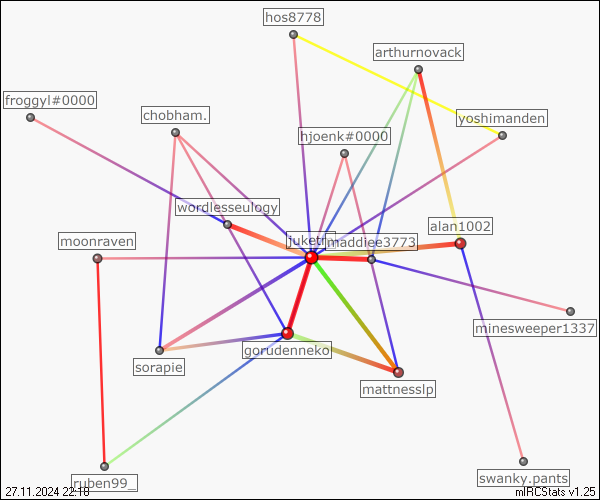 hos8778
arthurnovack
froggyl#0000
chobham.
yoshimanden
hjoenk#0000
wordlesseulogy
alan1002
moonraven
maddiee3773
minesweeper1337
gorudenneko
sorapie
mattnesslp
swanky.pants
ruben99_
27.11.2024 22:18
mIRCStats v1.25